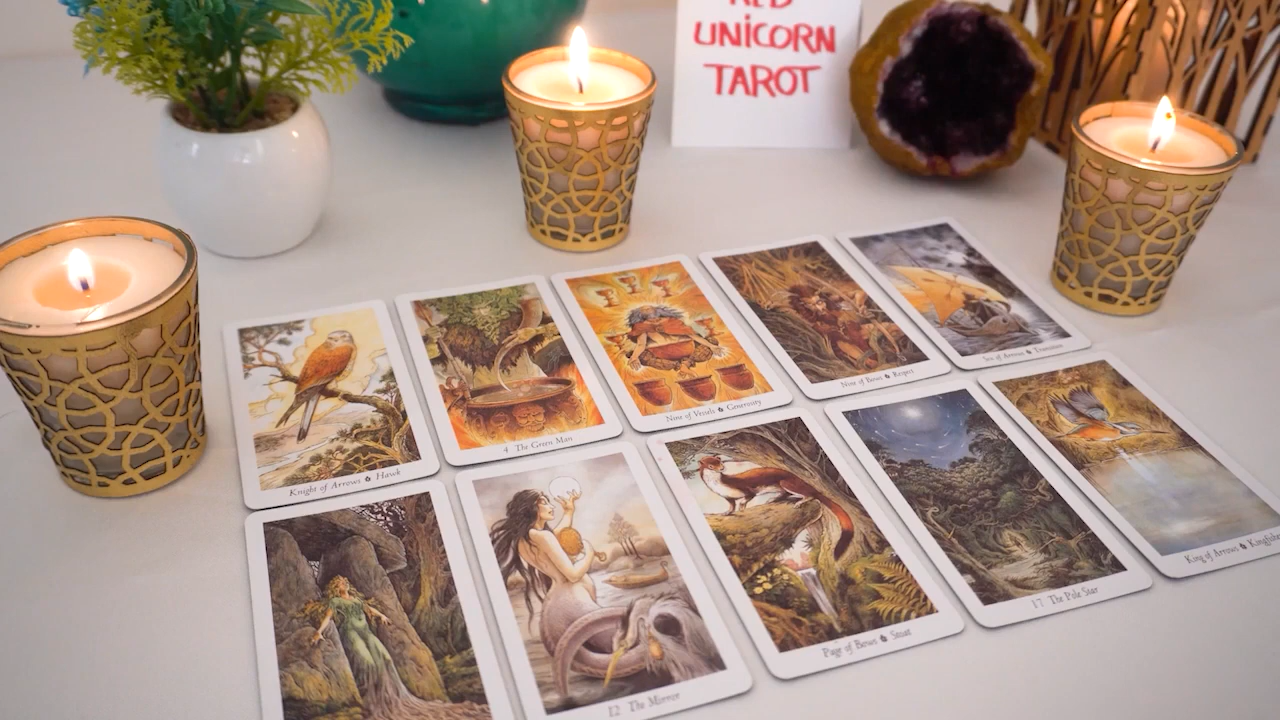 RED
UNICORN
TAROT
Knight of Arrows Hawk
4 The Green Man
Nine of Vessels Generosity
Nine of Bows Respect
Six of Arrows Transition
12 The Mirror
Page of Bows Stoat
17 The Pole Star
King of Arrows Kingfisher